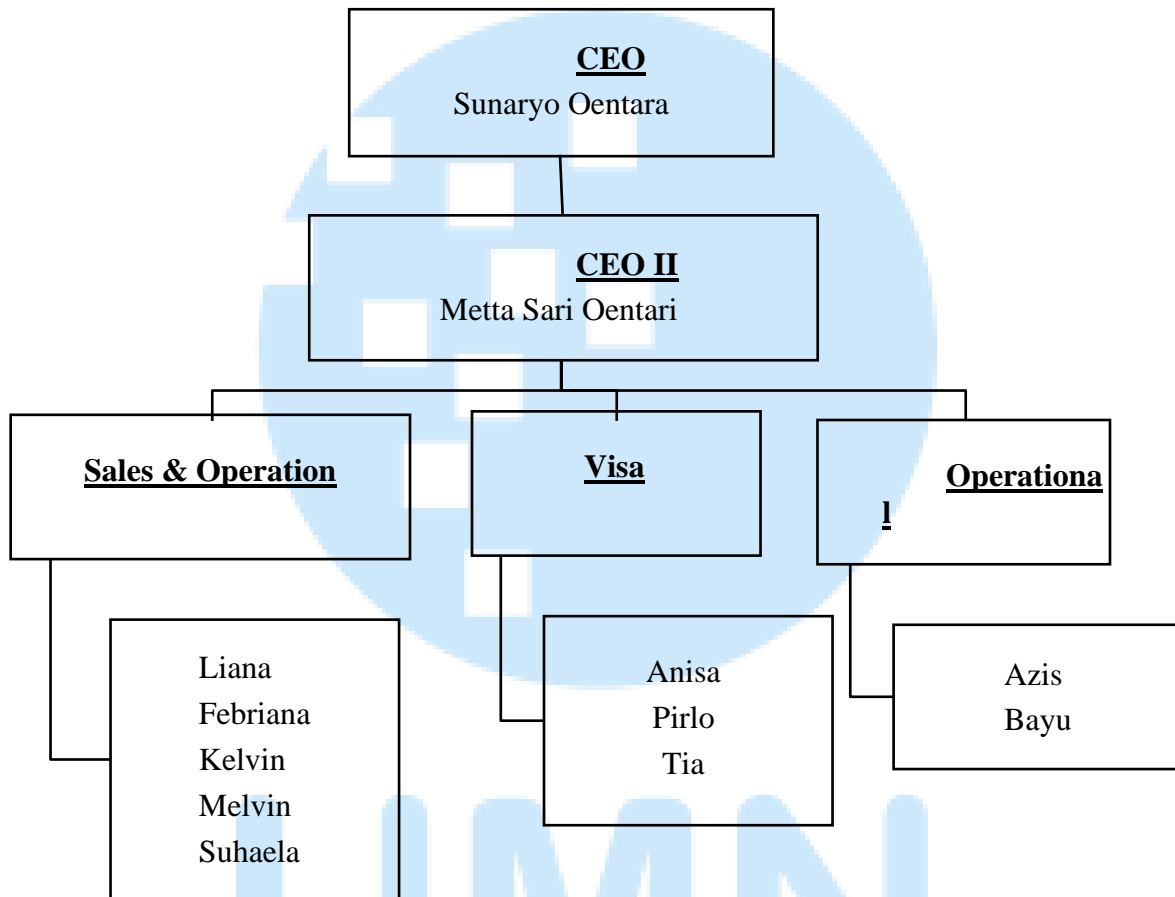 CEO
Sunaryo Oentara
CEO II
Metta Sari Oentari
Sales & Operation
Visa
Operationa
l
Liana
Febriana
Kelvin
Melvin
Suhaela
Anisa
Pirlo
Tia
Azis
Bayu
UMN